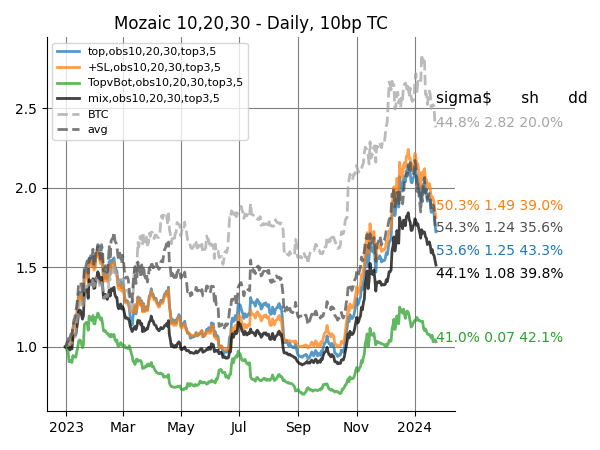 Mozaic 10,20,30 - Daily, 10bp TC
top,obs10,20,30,top3,5
+SL,obs10,20,30,top3,5
TopvBot,obs10,20,30,top3,5
mix,obs10,20,30,top3,5
BTC
avg
sigma$ sh dd
44.8% 2.82 20.0%
50.3% 1.49 39.0%
54.3% 1.24 35.6%
53.6% 1.25 43.3%
44.1% 1.08 39.8%
41.0% 0.07 42.1%
2.5
2.0
1.5
1.0
2023 Mar May Jul Sep Nov 2024